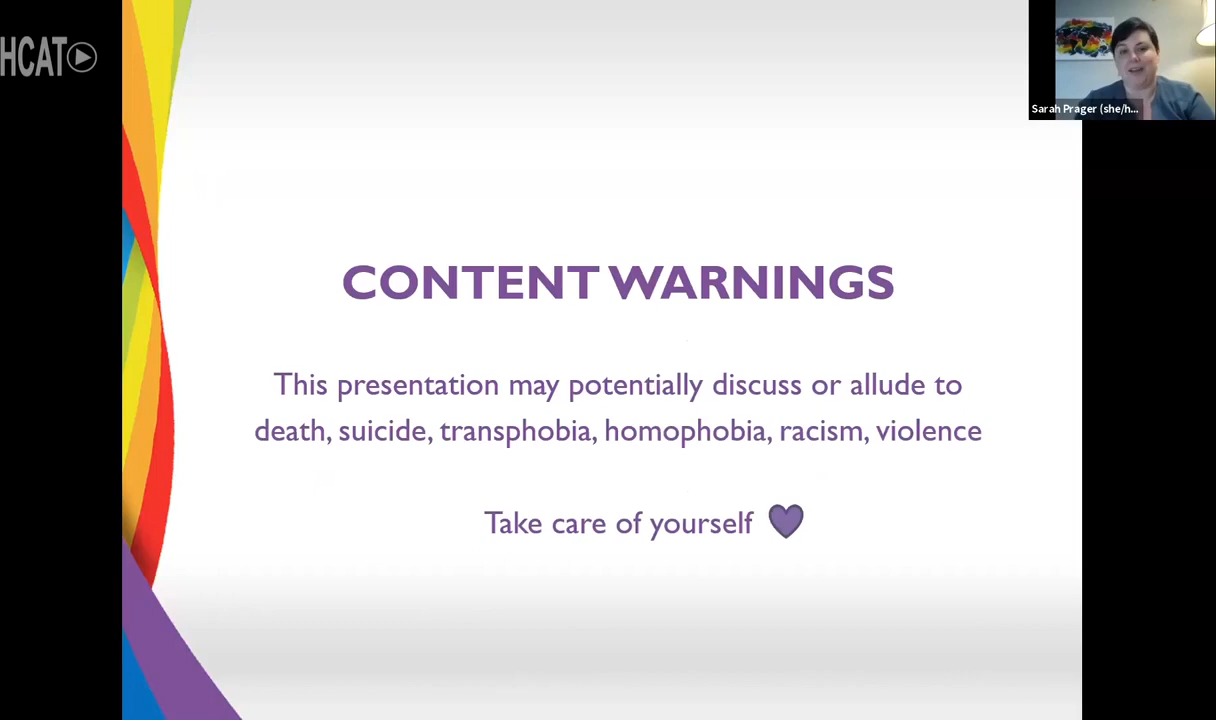 HCAT
Sarah Prager (she/h...
CONTENT WARNINGS
This presentation may potentially discuss or allude to
death, suicide, transphobia, homophobia, racism, violence
Take care of yourself